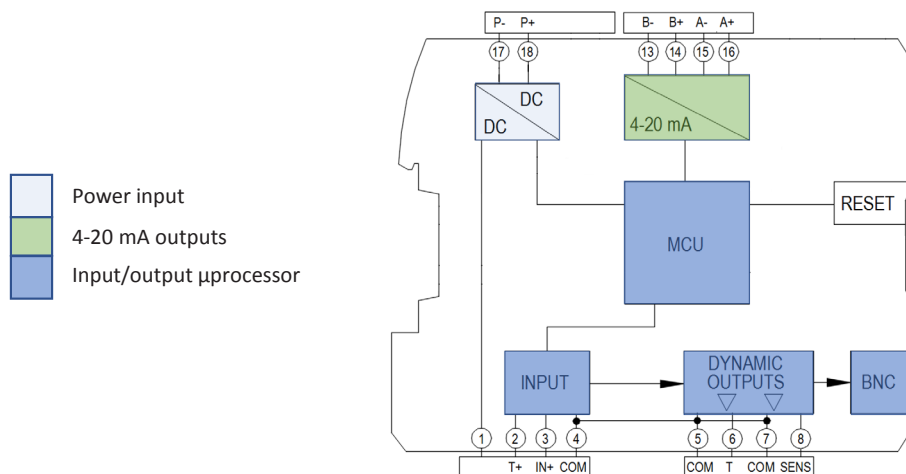 P- P+ B- B+ A- A+
17 18 13 14 15 16
DC
DC
4-20 mA
Power input
4-20 mA outputs
Input/output µprocessor
MCU
RESET
INPUT
DYNAMIC
OUTPUTS
BNC
1 2 3 4 5 6 7 8
T+ IN+ COM COM T COM SENS